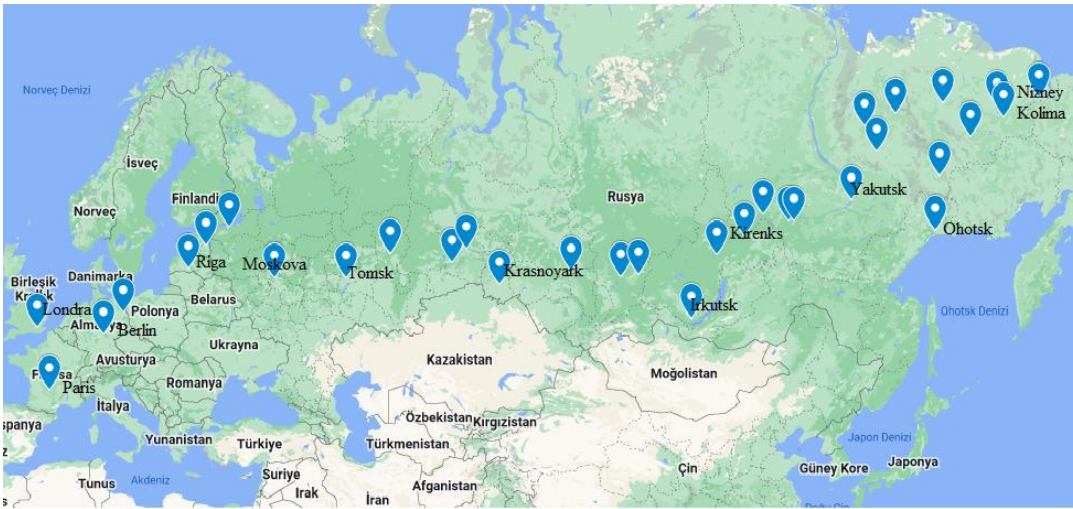 Norveç Denizi
İsveç
Finlandi
Norveç
Rusya
Nizney
Kolima
Yakutsk
Ohotsk
Kirenks
Riga
Moskova
Tomsk
Krasnoyark
Irkutsk
Birleşik
Krallık
Danimarka
Londra
Berlin
Polonya
Belarus
Almanya
Ukrayna
Ohotsk Denizi
Avusturya
Kazakistan
Moğolistan
Paris
Romanya
İtalya
spanya
Özbekistan
Kırgızistan
Yunanistan
Türkiye
Türkmenistan
Japon Denizi
Çin
Güney Kore
Japonya
Tunus
Akdeniz
Suriye
Irak
İran
Afganistan